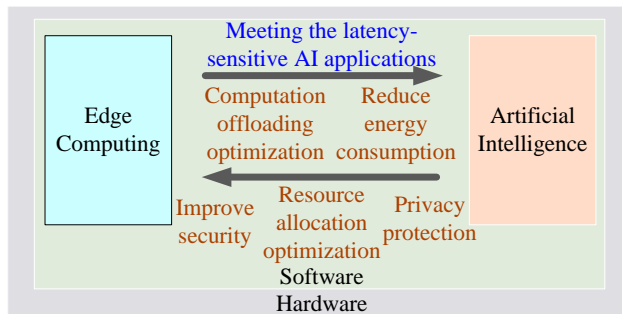 Meeting the latency-
sensitive AI applications
Edge
Computing
Computation
offloading
optimization
Reduce
energy
consumption
Artificial
Intelligence
Improve
security
Resource
allocation
optimization
Privacy
protection
Software
Hardware